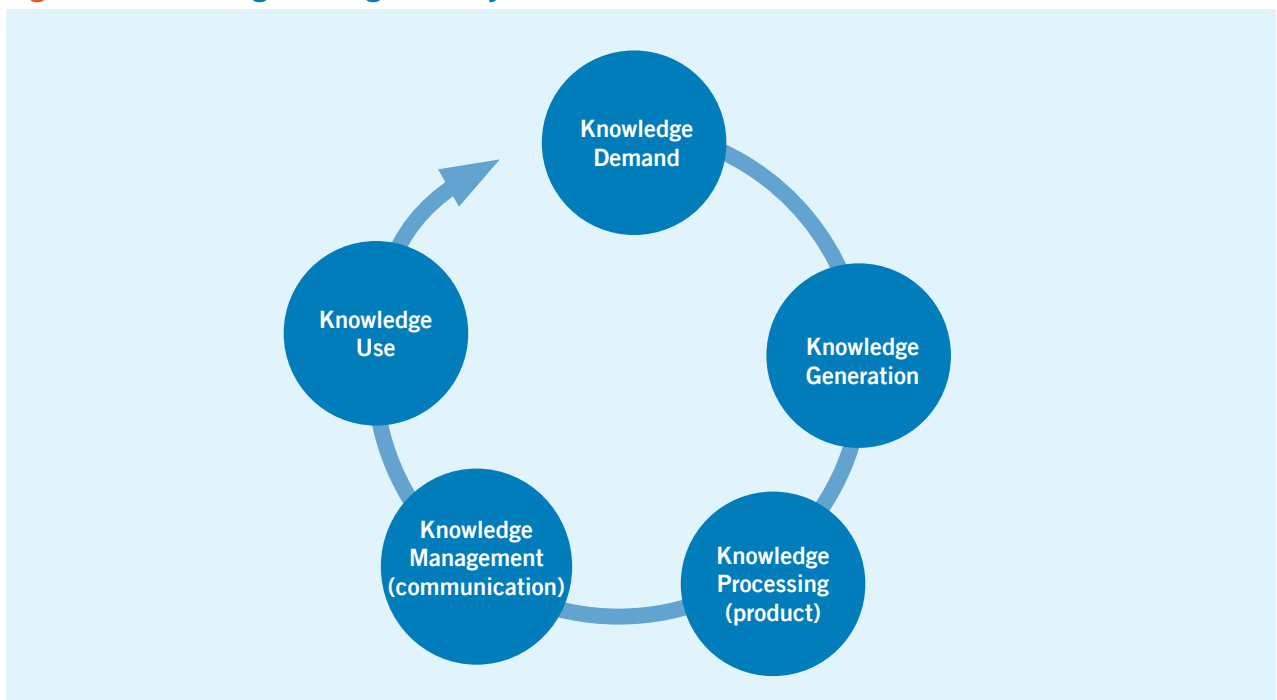 Knowledge
Demand
Knowledge
Generation
Knowledge
Processing
(product)
Knowledge
Management
(communication)
Knowledge
Use